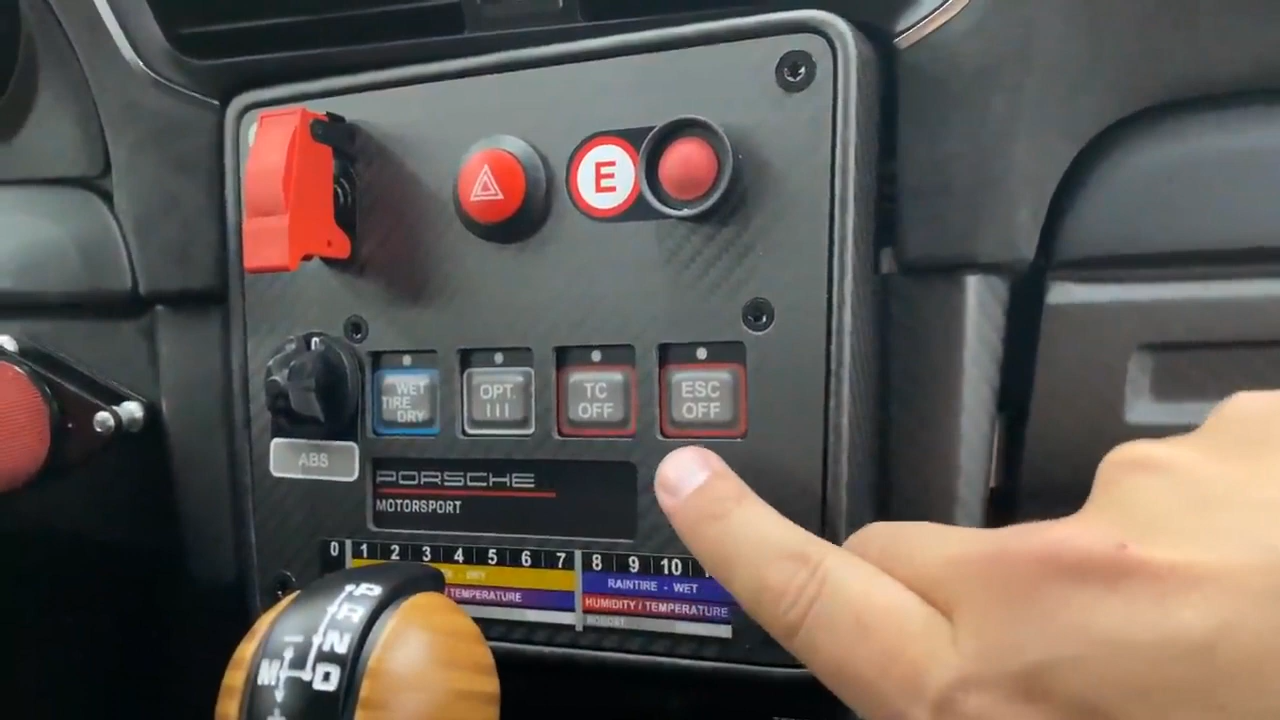 E
WET
TIRE
DRY
OPT.
TC
OFF
ESC
OFF
ABS
PORSCHE
MOTORSPORT
0 1 2 3 4 5 6 7 8 9 10
DRY
RAINTIRE - WET
/ TEMPERATURE
HUMIDITY / TEMPERATURE
P
R
N
D
M
+